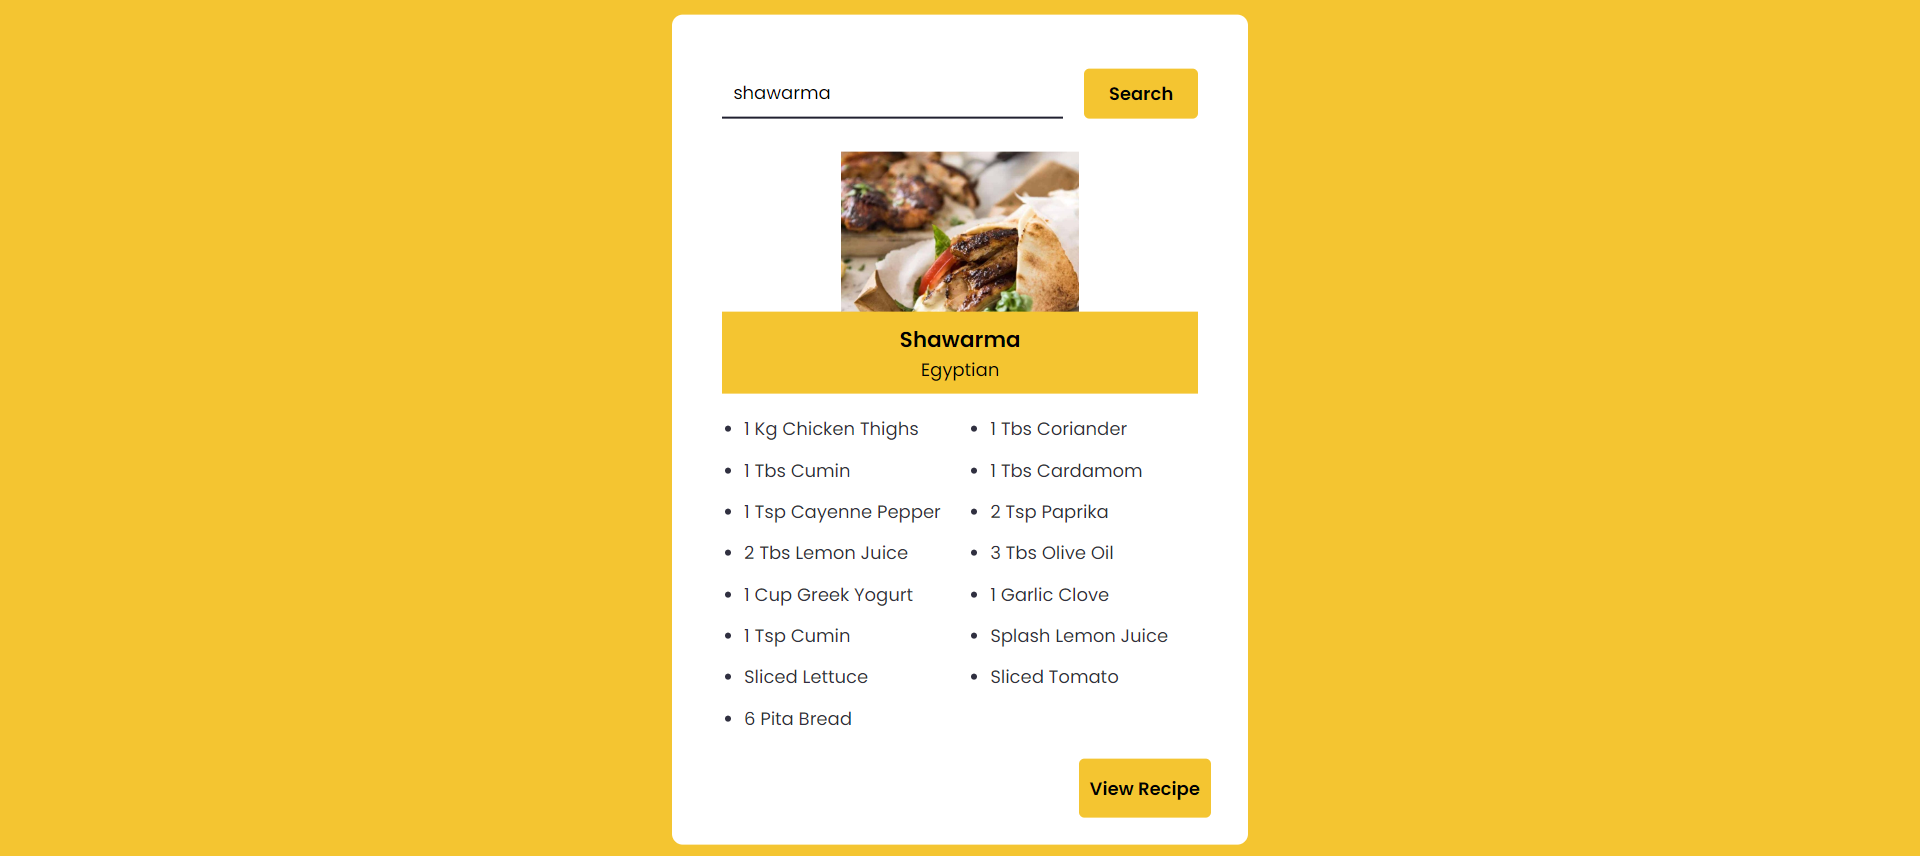 shawarma
Search
Shawarma
Egyptian
1 Kg Chicken Thighs
1 Tbs Coriander
1 Tbs Cumin
1 Tbs Cardamom
1 Tsp Cayenne Pepper
2 Tsp Paprika
2 Tbs Lemon Juice
3 Tbs Olive Oil
1 Cup Greek Yogurt
1 Garlic Clove
1 Tsp Cumin
Splash Lemon Juice
Sliced Lettuce
Sliced Tomato
6 Pita Bread
View Recipe